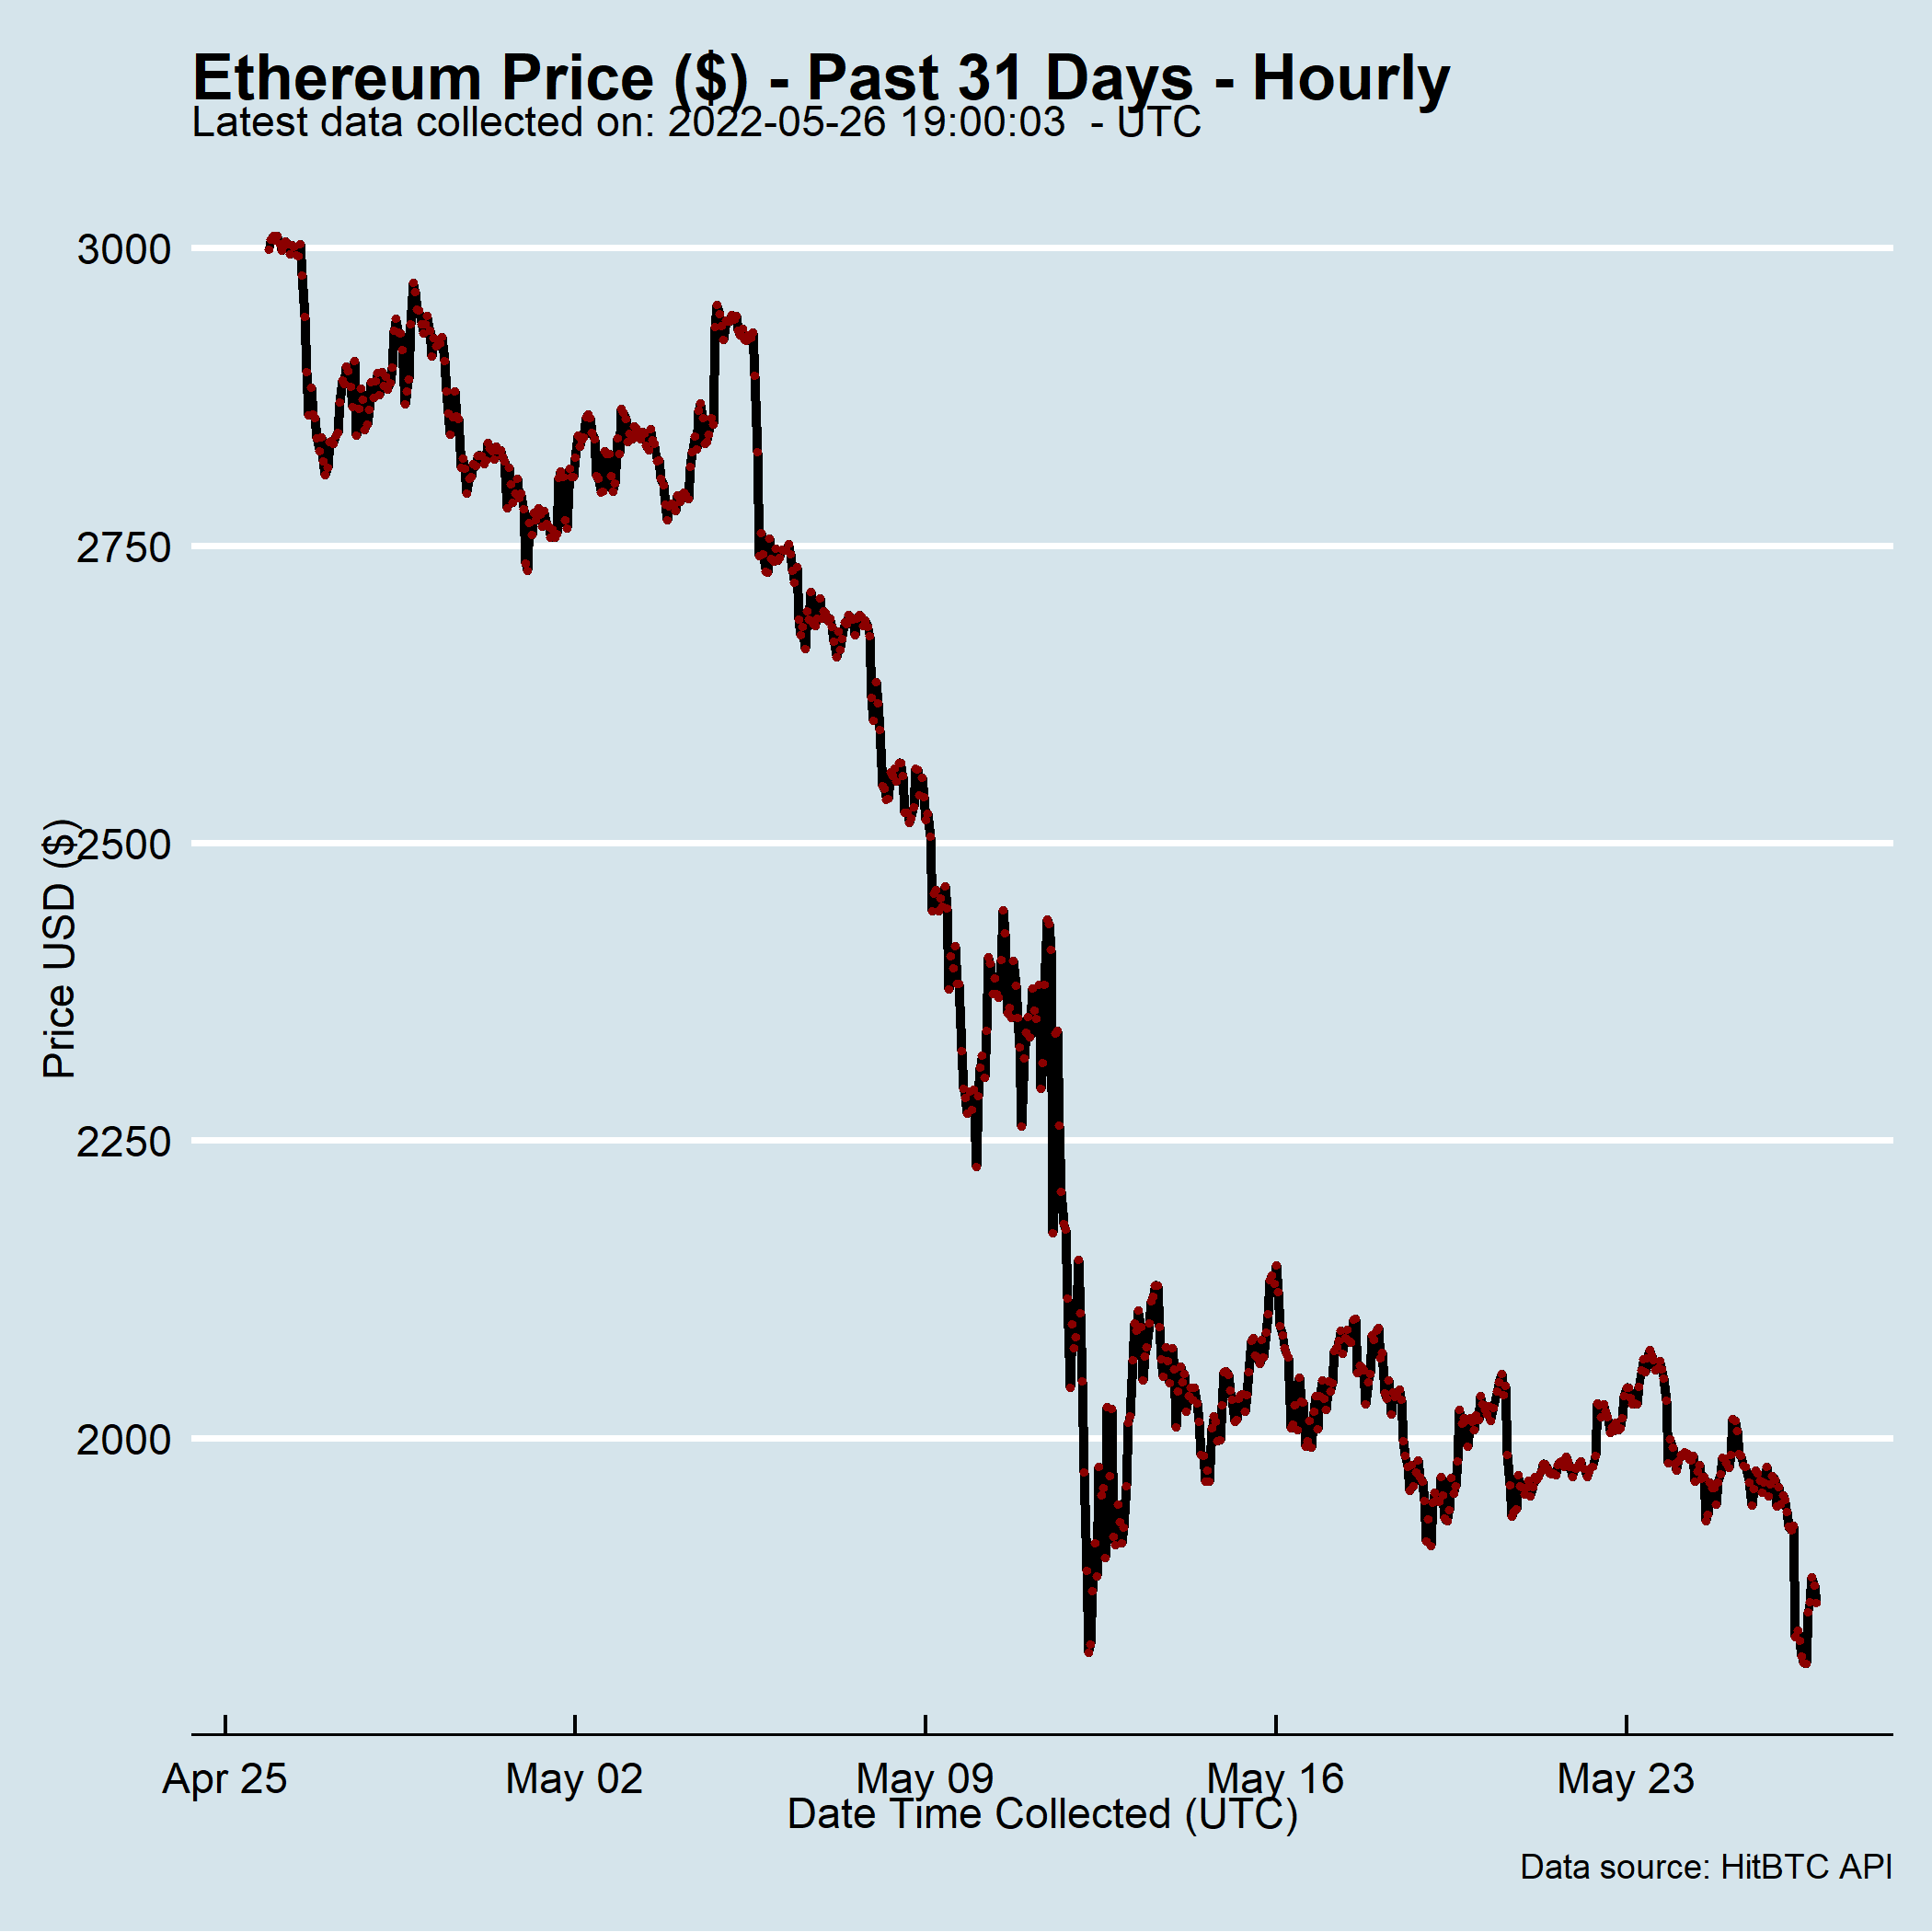 Ethereum Price ($) - Past 31 Days - Hourly
Latest data collected on: 2022-05-26 19:00:03  - UTC
3000
2750
2500
2250
2000
Price USD ($)
Apr 25
May 02
May 09
May 16
May 23
Date Time Collected (UTC)
Data source: HitBTC API